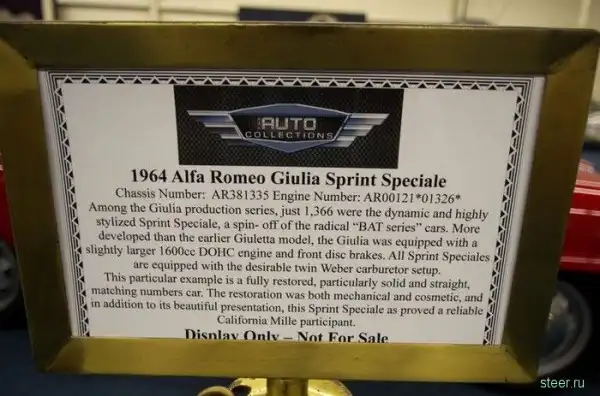 THE AUTO
COLLECTIONS
1964 Alfa Romeo Giulia Sprint Speciale
Chassis Number: AR381335 Engine Number: AR00121*01326*
Among the Giulia production series, just 1,366 were the dynamic and highly
stylized Sprint Speciale, a spin- off of the radical “BAT series” cars. More
developed than the earlier Giuletta model, the Giulia was equipped with a
slightly larger 1600cc DOHC engine and front disc brakes. All Sprint Speciales
are equipped with the desirable twin Weber carburetor setup.
This particular example is a fully restored, particularly solid and straight,
matching numbers car. The restoration was both mechanical and cosmetic, and
in addition to its beautiful presentation, this Sprint Speciale as proved a reliable
California Mille participant.
Display Only – Not For Sale
steer.ru